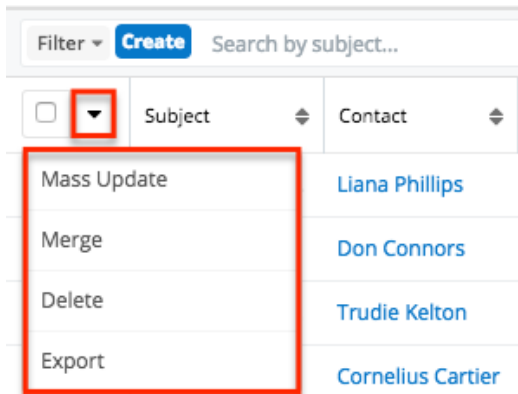 Filter Create Search by subject...
Subject Contact
Mass Update Liana Phillips
Merge Don Connors
Delete Trudie Kelton
Export Cornelius Cartier